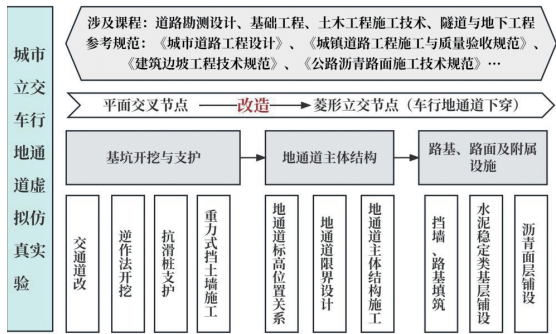 城市立交车行地通道虚拟仿真实验
涉及课程：道路勘测设计、基础工程、土木工程施工技术、隧道与地下工程
参考规范：《城市道路工程设计》、《城镇道路工程施工与质量验收规范》、
《建筑边坡工程技术规范》、《公路沥青路面施工技术规范》…
平面交叉节点 改造 菱形立交节点（车行地通道下穿）
基坑开挖与支护
地通道主体结构
路基、路面及附属
设施
交通道改
逆作法开挖
抗滑桩支护
重力式挡土墙施工
地通道标高位置关系
地通道限界设计
地通道主体结构施工
挡墙、路基填筑
水泥稳定类基层铺设
沥青面层铺设